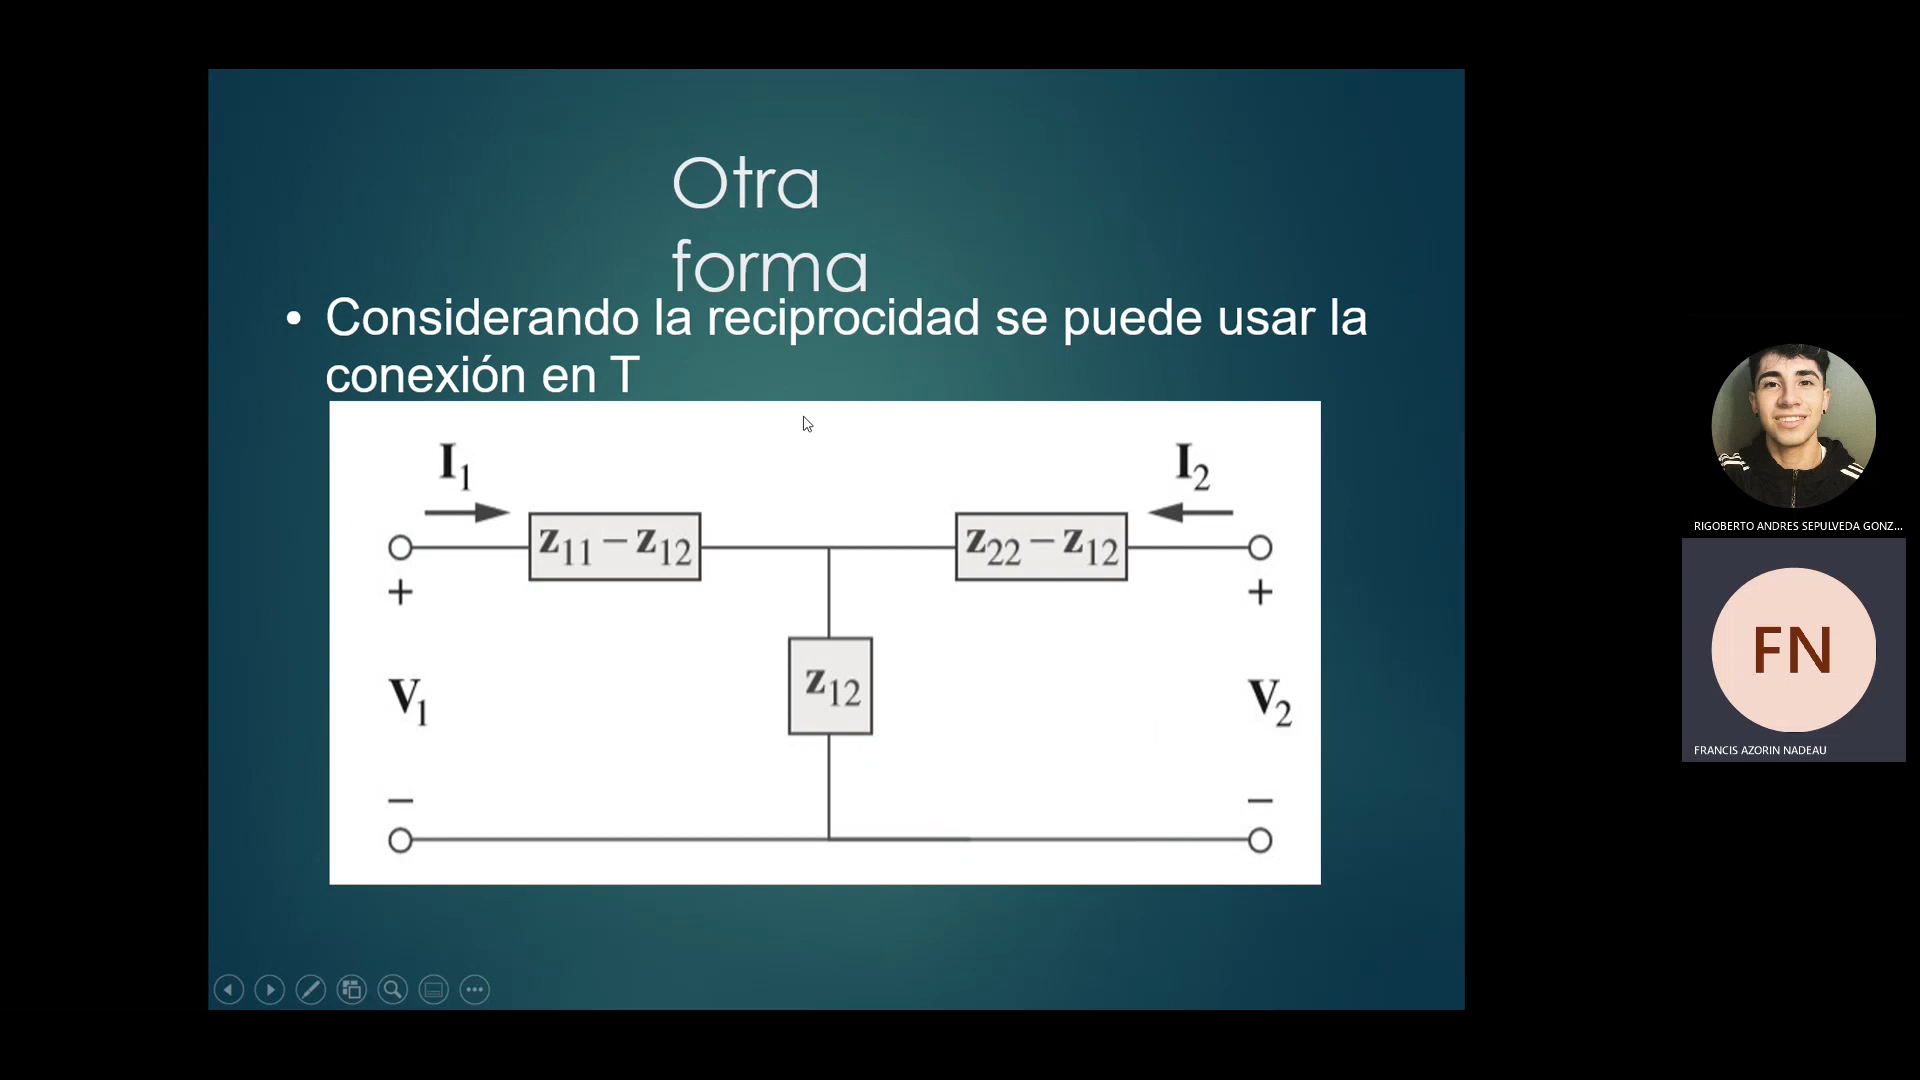 Otra
forma
• Considerando la reciprocidad se puede usar la
conexión en T
I1
I2
z11 − z12
z22 − z12
+
+
z12
V1
V2
−
−
RIGOBERTO ANDRES SEPULVEDA GONZ...
FN
FRANCIS AZORIN NADEAU